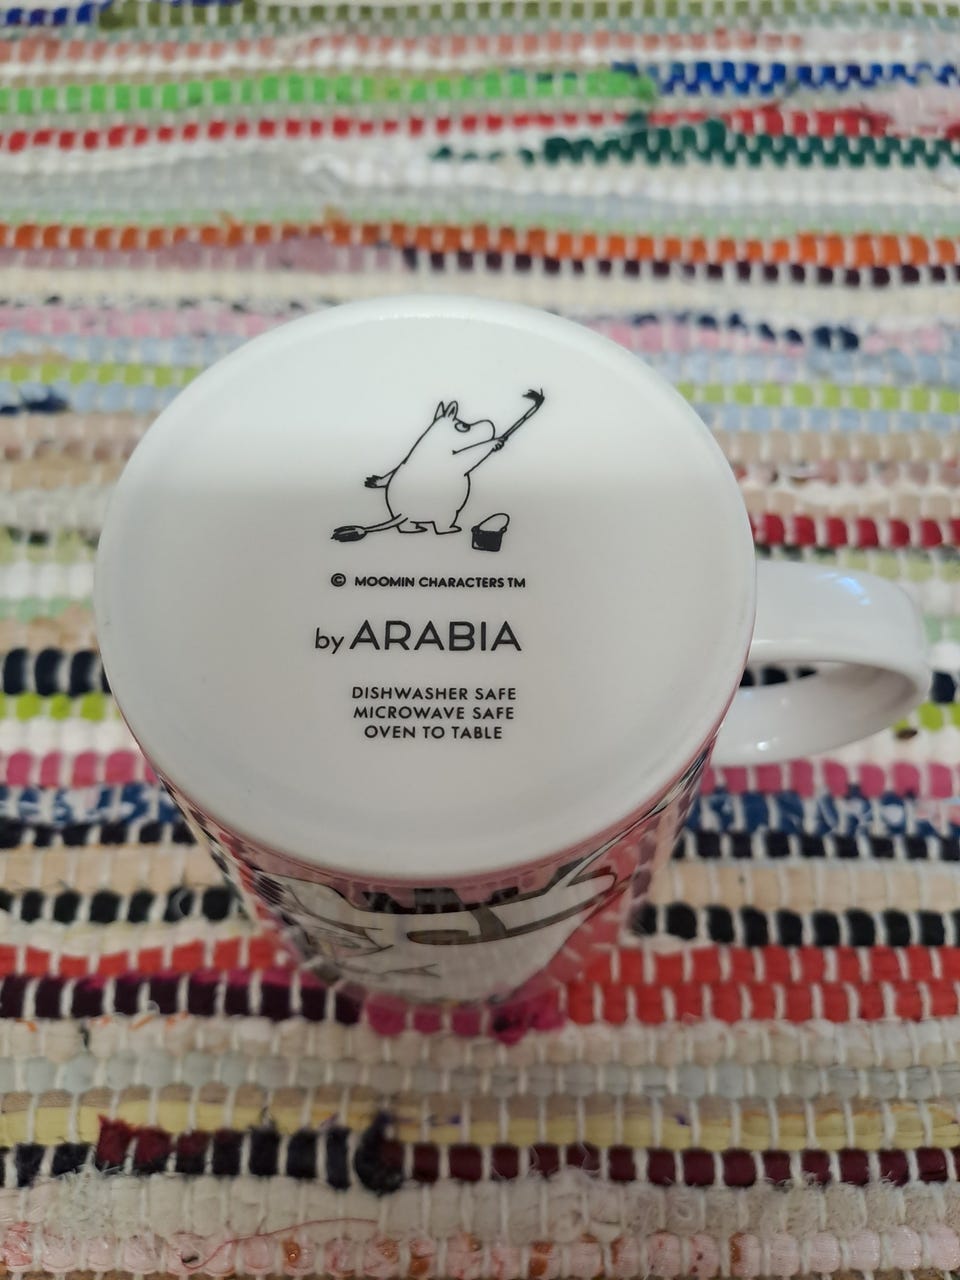 © MOOMIN CHARACTERS TM
by ARABIA
DISHWASHER SAFE
MICROWAVE SAFE
OVEN TO TABLE